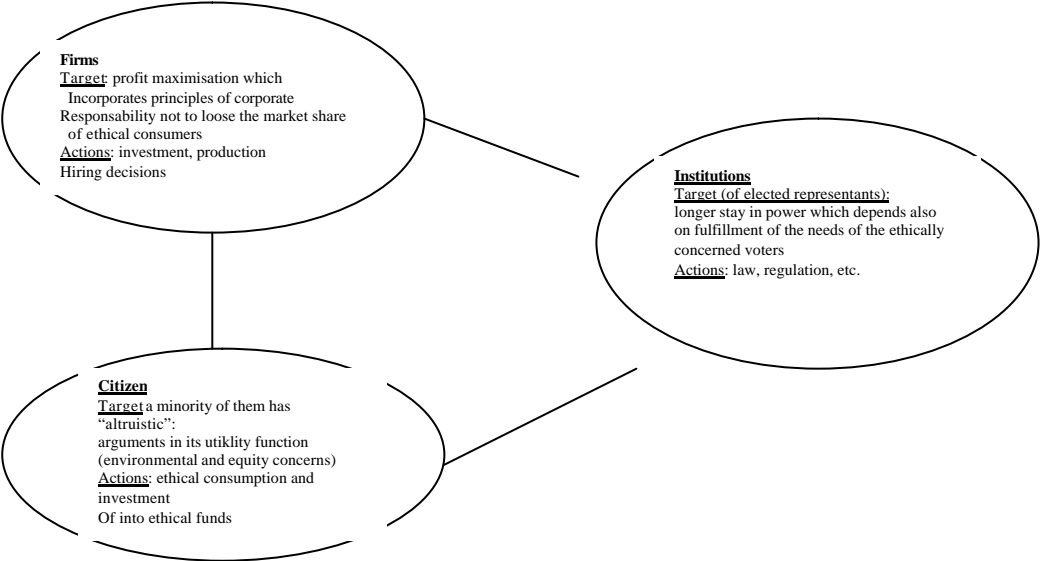 Firms
Target: profit maximisation which
Incorporates principles of corporate
Responsability not to loose the market share
of ethical consumers
Actions: investment, production
Hiring decisions
Institutions
Target (of elected representants):
longer stay in power which depends also
on fulfillment of the needs of the ethically
concerned voters
Actions: law, regulation, etc.
Citizen
Target a minority of them has
“altruistic”:
arguments in its utiklity function
(environmental and equity concerns)
Actions: ethical consumption and
investment
Of into ethical funds